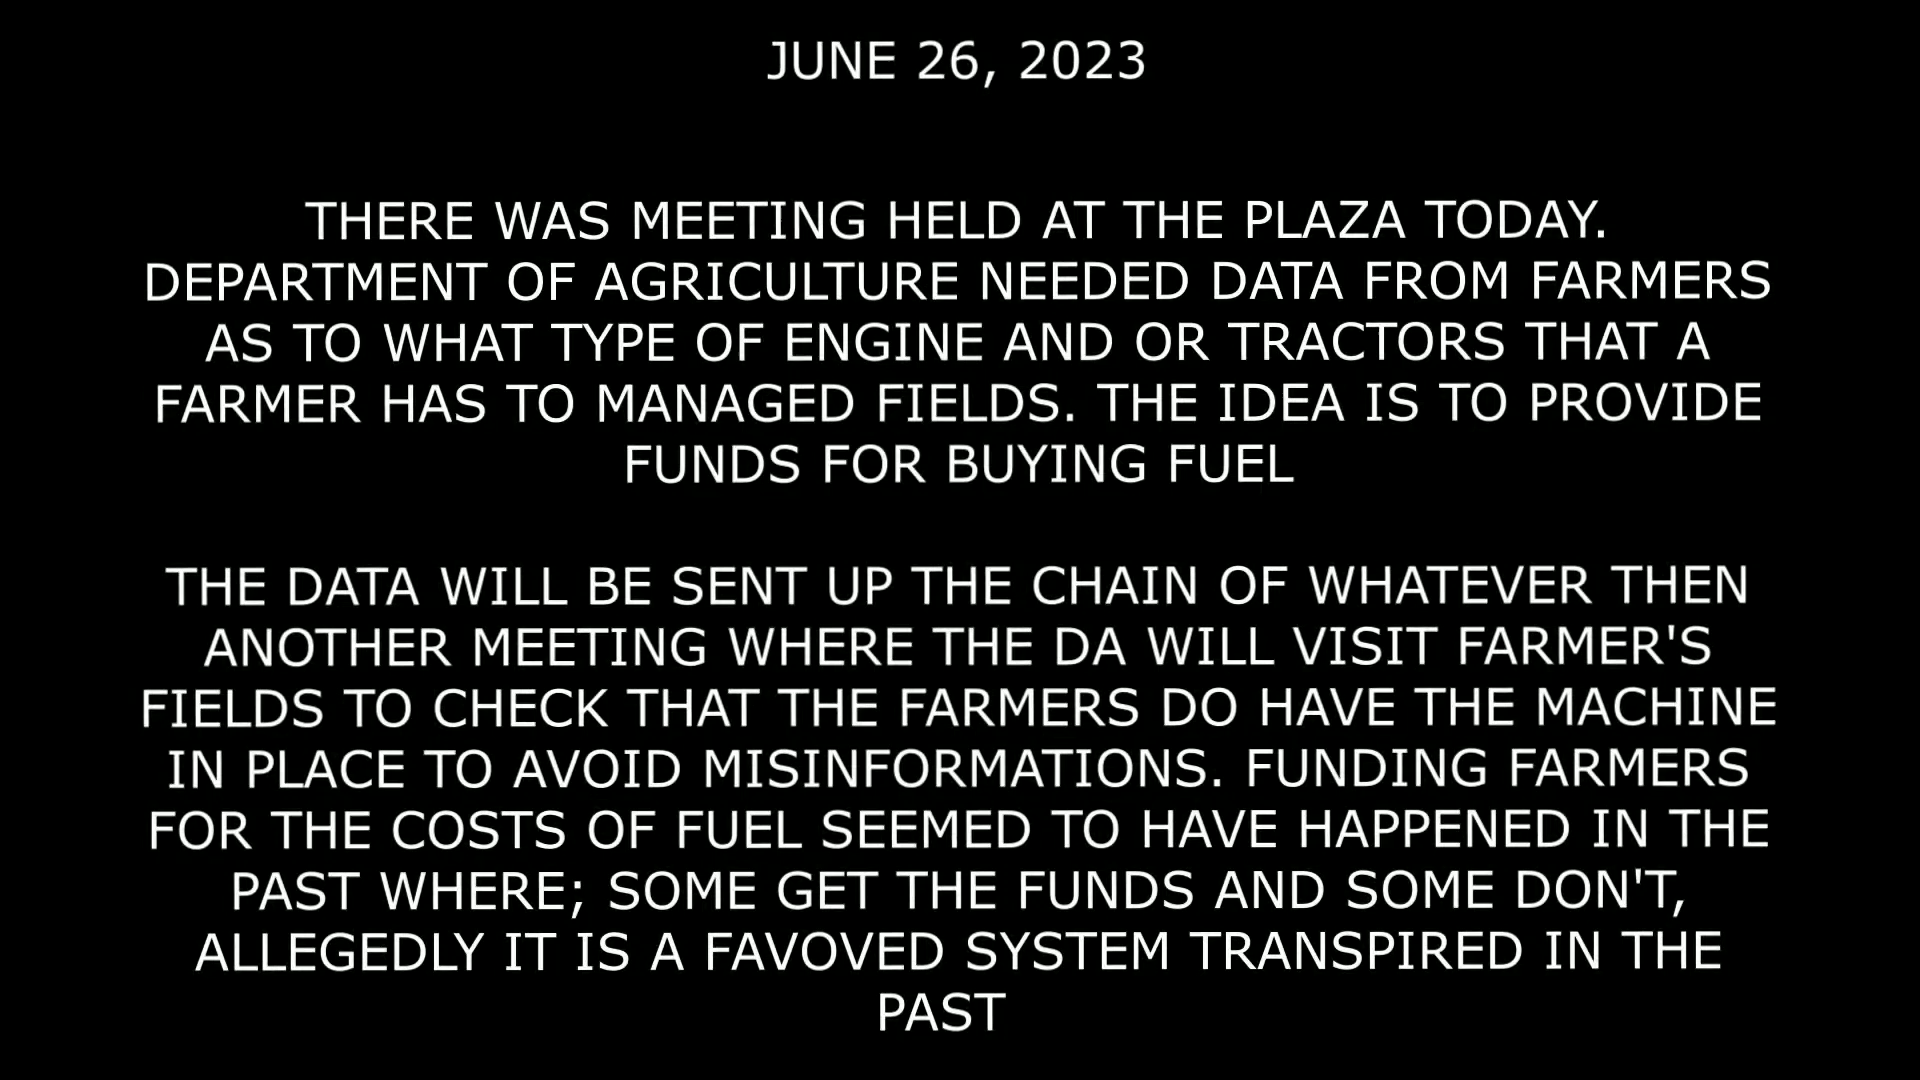 JUNE 26, 2023
THERE WAS MEETING HELD AT THE PLAZA TODAY.
DEPARTMENT OF AGRICULTURE NEEDED DATA FROM FARMERS
AS TO WHAT TYPE OF ENGINE AND OR TRACTORS THAT A
FARMER HAS TO MANAGED FIELDS. THE IDEA IS TO PROVIDE
FUNDS FOR BUYING FUEL
THE DATA WILL BE SENT UP THE CHAIN OF WHATEVER THEN
ANOTHER MEETING WHERE THE DA WILL VISIT FARMER'S
FIELDS TO CHECK THAT THE FARMERS DO HAVE THE MACHINE
IN PLACE TO AVOID MISINFORMATIONS. FUNDING FARMERS
FOR THE COSTS OF FUEL SEEMED TO HAVE HAPPENED IN THE
PAST WHERE; SOME GET THE FUNDS AND SOME DON'T,
ALLEGEDLY IT IS A FAVOVED SYSTEM TRANSPIRED IN THE
PAST